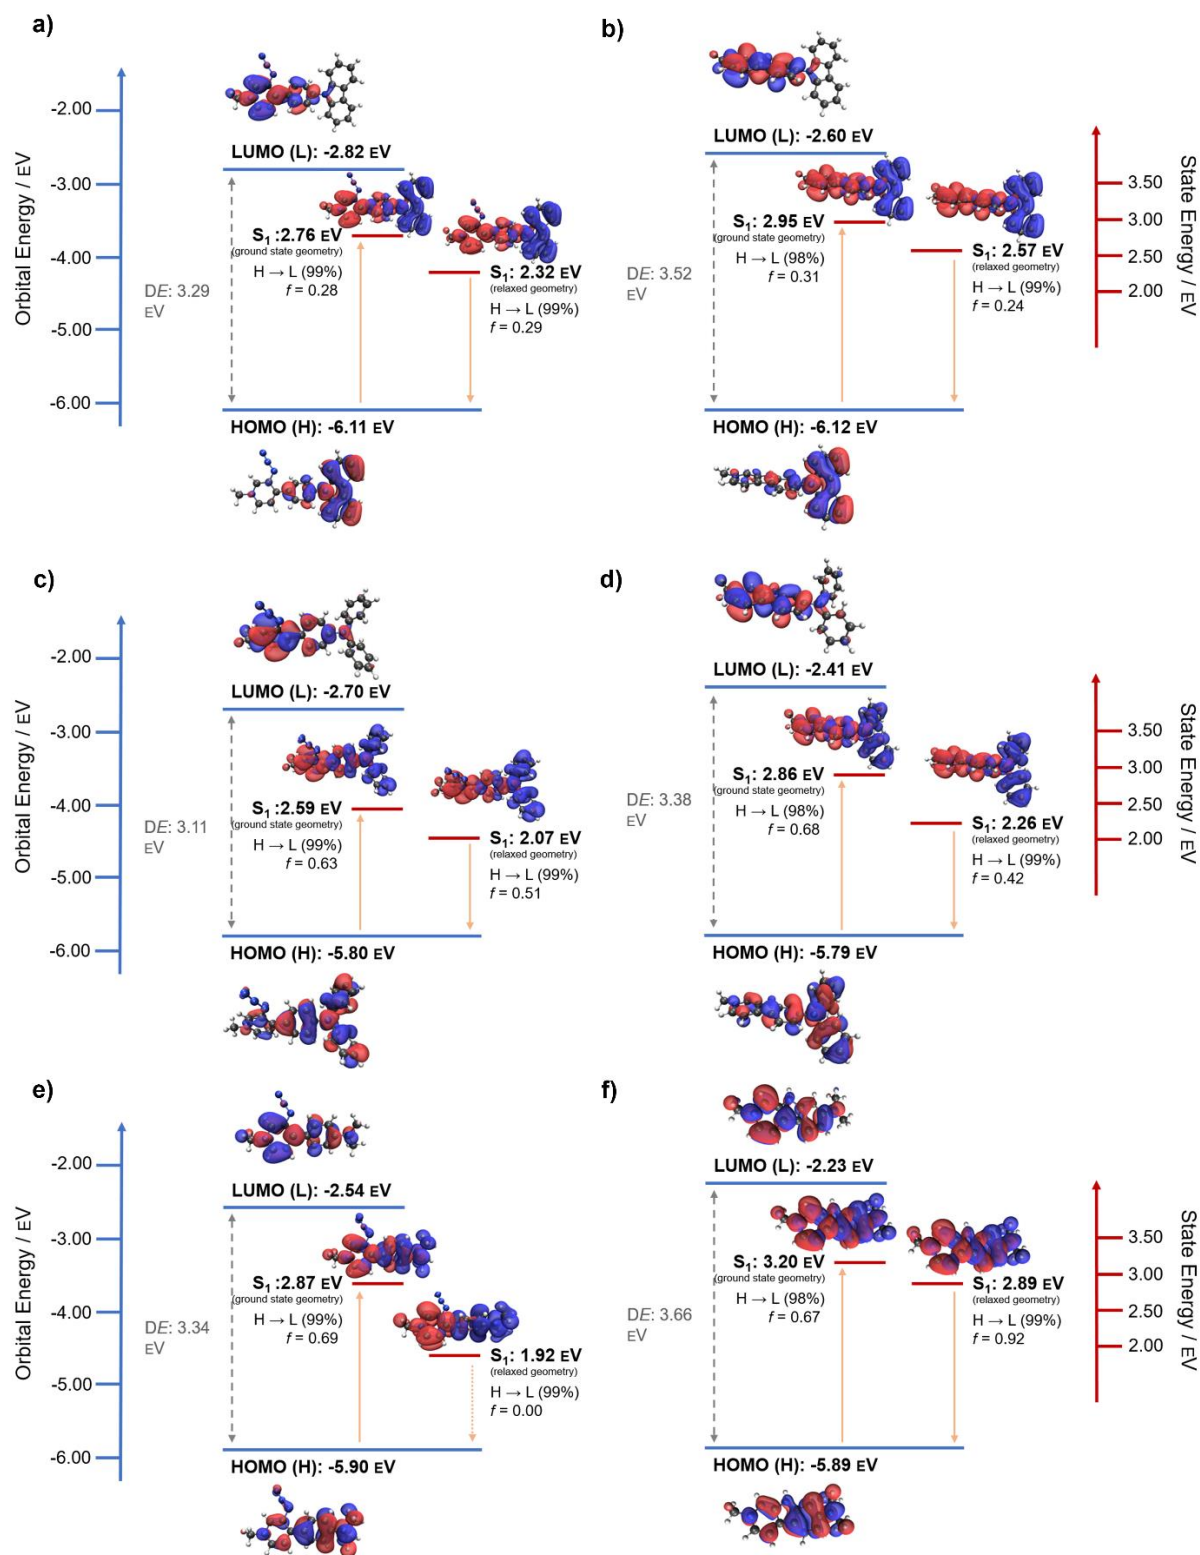 a)
Orbital Energy / EV
-2.00
-3.00
-4.00
-5.00
-6.00
LUMO (L): -2.82 EV
DE: 3.29
EV
S1 :2.76 EV
(ground state geometry)
H → L (99%)
f = 0.28
S1: 2.32 EV
(relaxed geometry)
H → L (99%)
f = 0.29
HOMO (H): -6.11 EV
b)
LUMO (L): -2.60 EV
DE: 3.52
EV
S1: 2.95 EV
(ground state geometry)
H → L (98%)
f = 0.31
S1: 2.57 EV
(relaxed geometry)
H → L (99%)
f = 0.24
HOMO (H): -6.12 EV
3.50
3.00
2.50
2.00
State Energy / EV
c)
Orbital Energy / EV
-2.00
-3.00
-4.00
-5.00
-6.00
LUMO (L): -2.70 EV
DE: 3.11
EV
S1 :2.59 EV
(ground state geometry)
H → L (99%)
f = 0.63
S1: 2.07 EV
(relaxed geometry)
H → L (99%)
f = 0.51
HOMO (H): -5.80 EV
d)
LUMO (L): -2.41 EV
DE: 3.38
EV
S1: 2.86 EV
(ground state geometry)
H → L (98%)
f = 0.68
S1: 2.26 EV
(relaxed geometry)
H → L (99%)
f = 0.42
HOMO (H): -5.79 EV
3.50
3.00
2.50
2.00
State Energy / EV
e)
Orbital Energy / EV
-2.00
-3.00
-4.00
-5.00
-6.00
LUMO (L): -2.54 EV
DE: 3.34
EV
S1 :2.87 EV
(ground state geometry)
H → L (99%)
f = 0.69
S1: 1.92 EV
(relaxed geometry)
H → L (99%)
f = 0.00
HOMO (H): -5.90 EV
f)
LUMO (L): -2.23 EV
DE: 3.66
EV
S1: 3.20 EV
(ground state geometry)
H → L (98%)
f = 0.67
S1: 2.89 EV
(relaxed geometry)
H → L (99%)
f = 0.92
HOMO (H): -5.89 EV
3.50
3.00
2.50
2.00
State Energy / EV